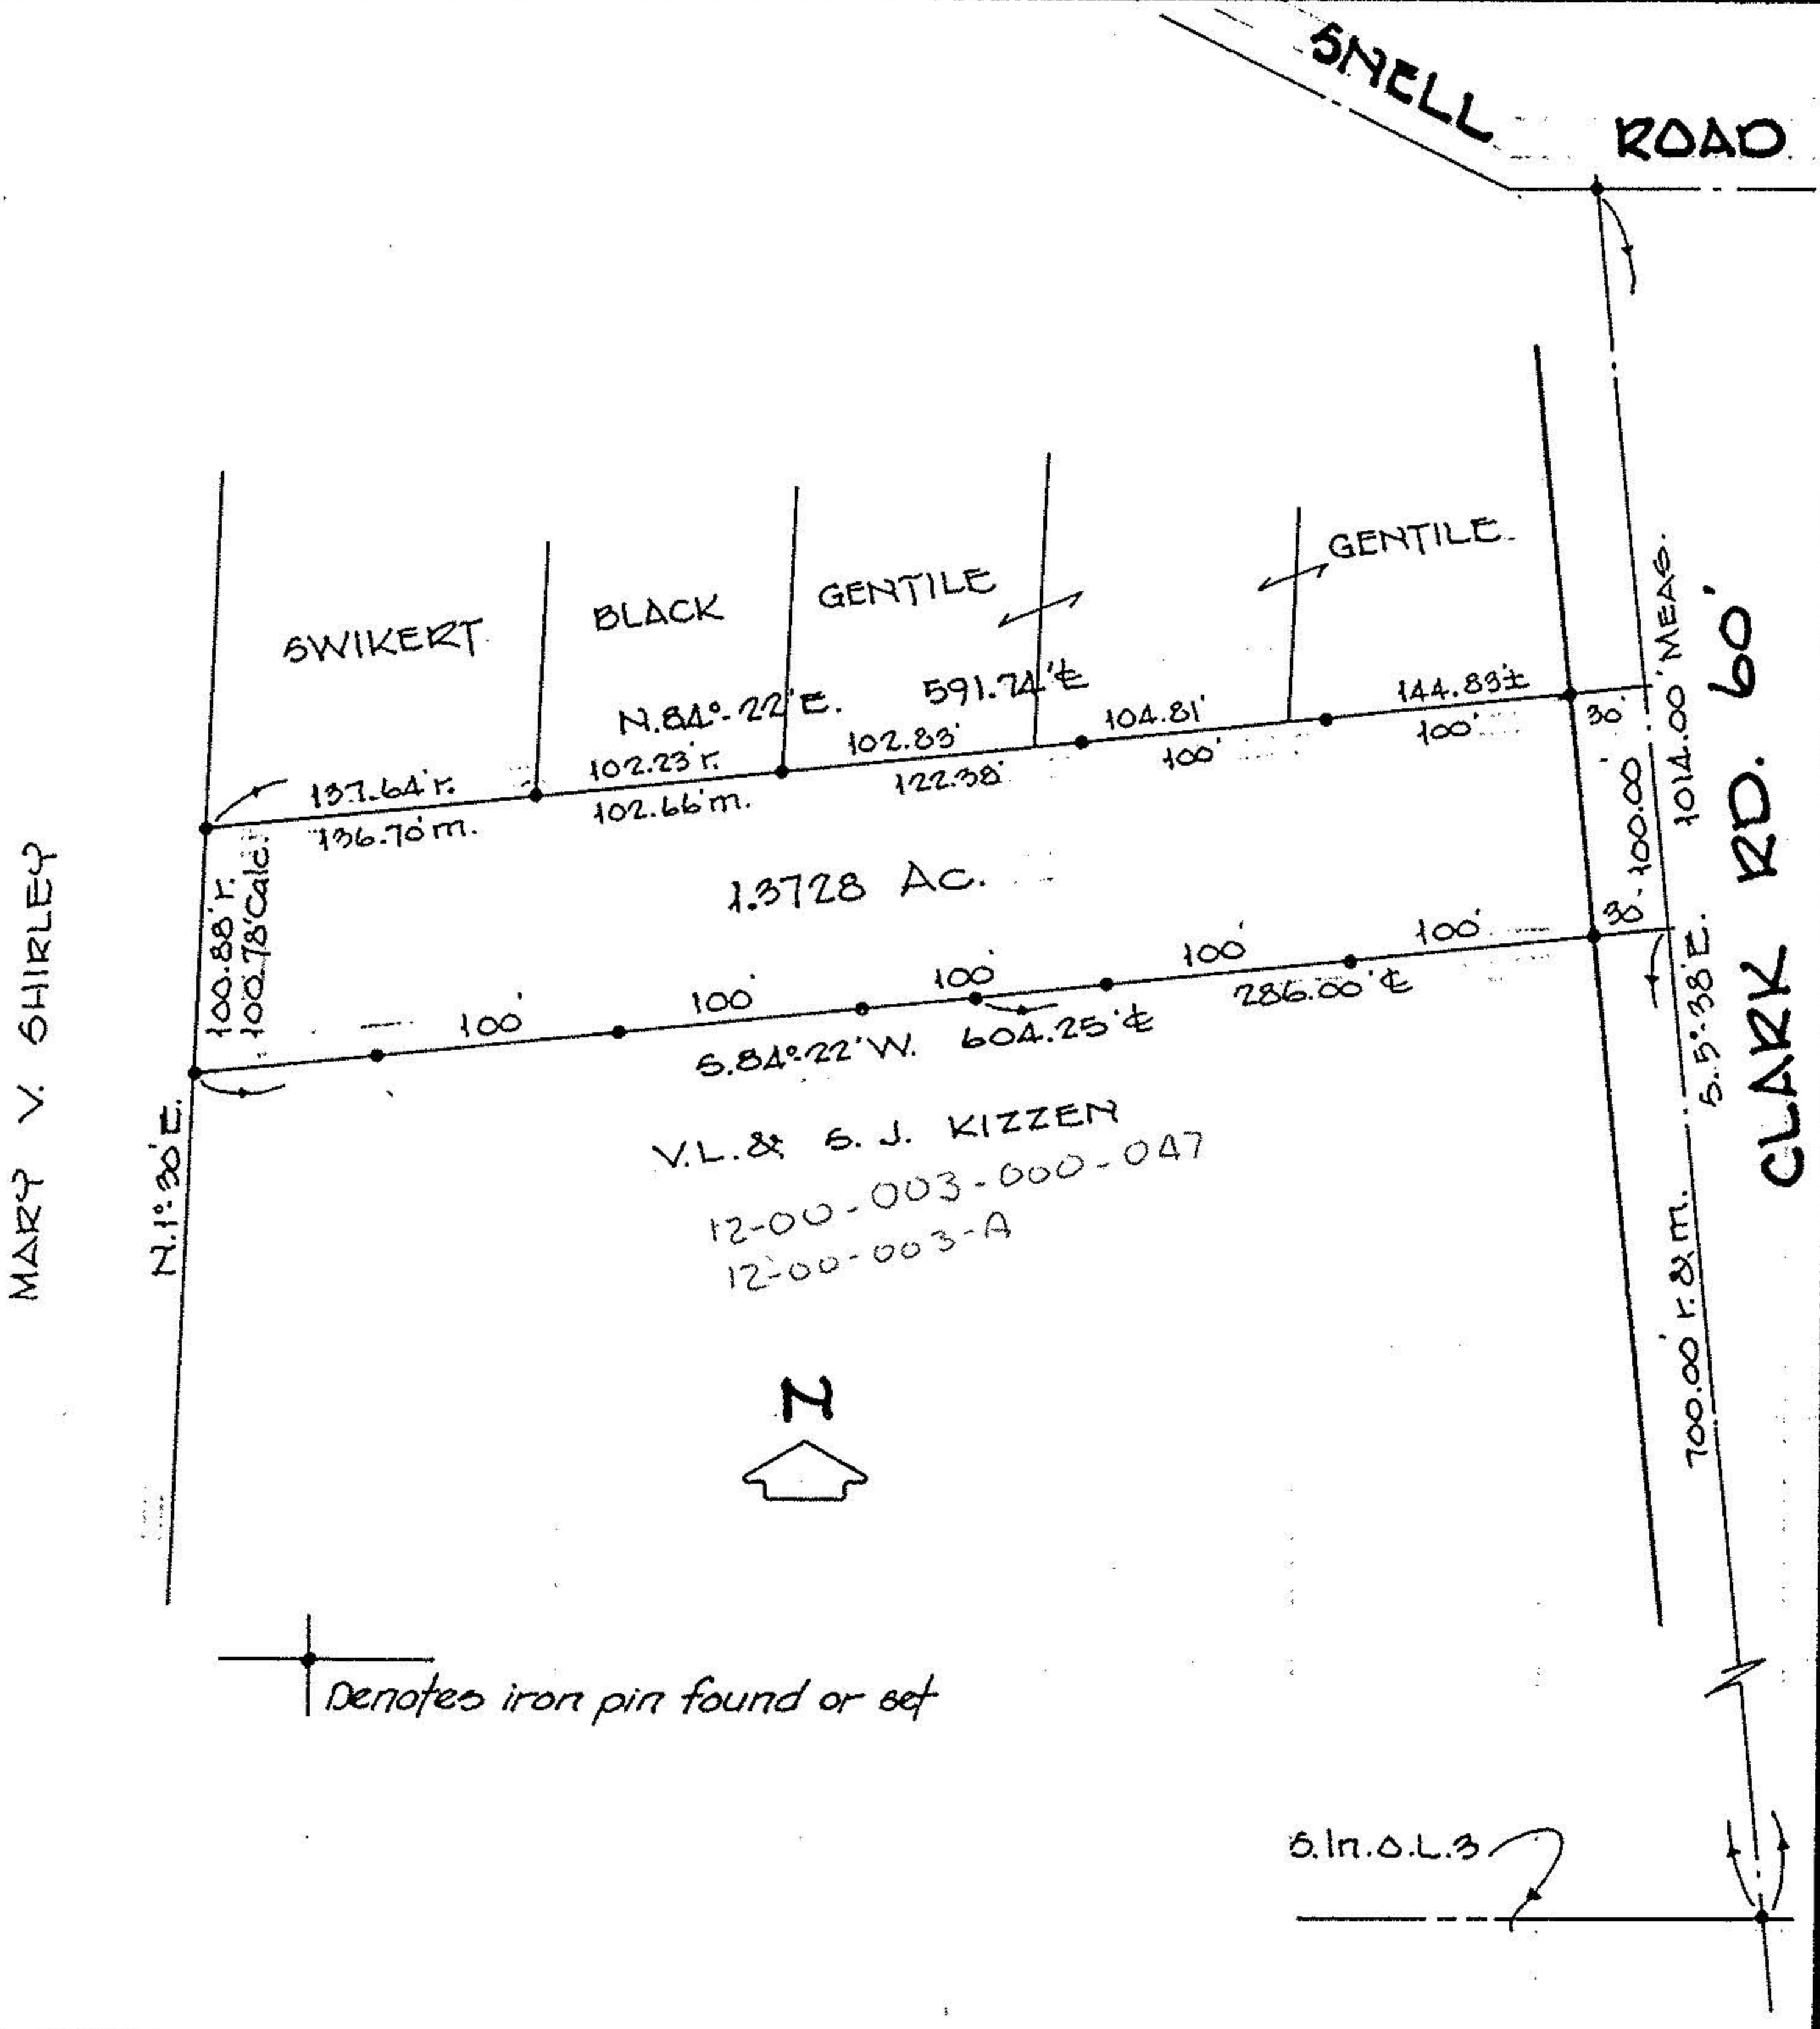 SNELL ROAD
CLARK RD. 60'
1014.00' MEAS.
MARY V. SHIRLEY
SWIKERT
BLACK
GENTILE
GENTILE
N.84°-22'E. 591.74'℄
137.64'r.
102.23'r.
102.83'
104.81'
144.83±
30'
136.70'm.
102.66'm.
122.38'
100'
100'
100.88'r.
100.78'Calc.
1.3728 Ac.
100.00'
30'
100'
100'
100'
100'
100'
S.84°-22'W. 604.25'℄
286.00'℄
S.5°-38'E.
N.1°-30'E.
V.L. & S. J. KIZZEN
12-00-003-000-047
12-00-003-A
700.00' r.&m.
N
Denotes iron pin found or set
S.ln.O.L.3